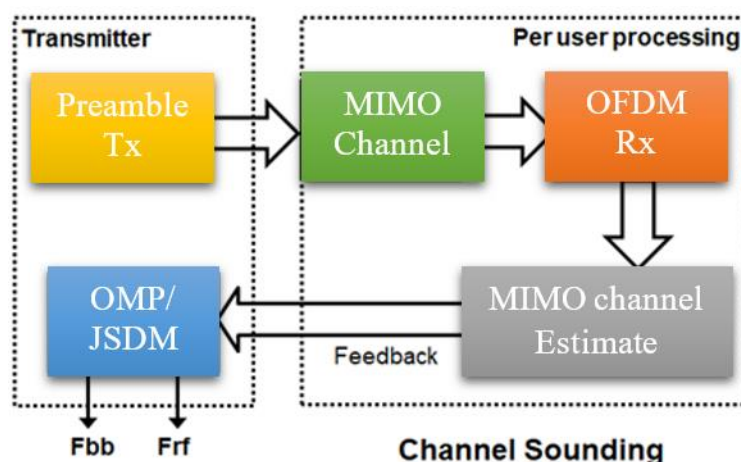 Transmitter
Per user processing
Preamble
Tx
MIMO
Channel
OFDM
Rx
OMP/
JSDM
MIMO channel
Estimate
Feedback
Fbb
Frf
Channel Sounding